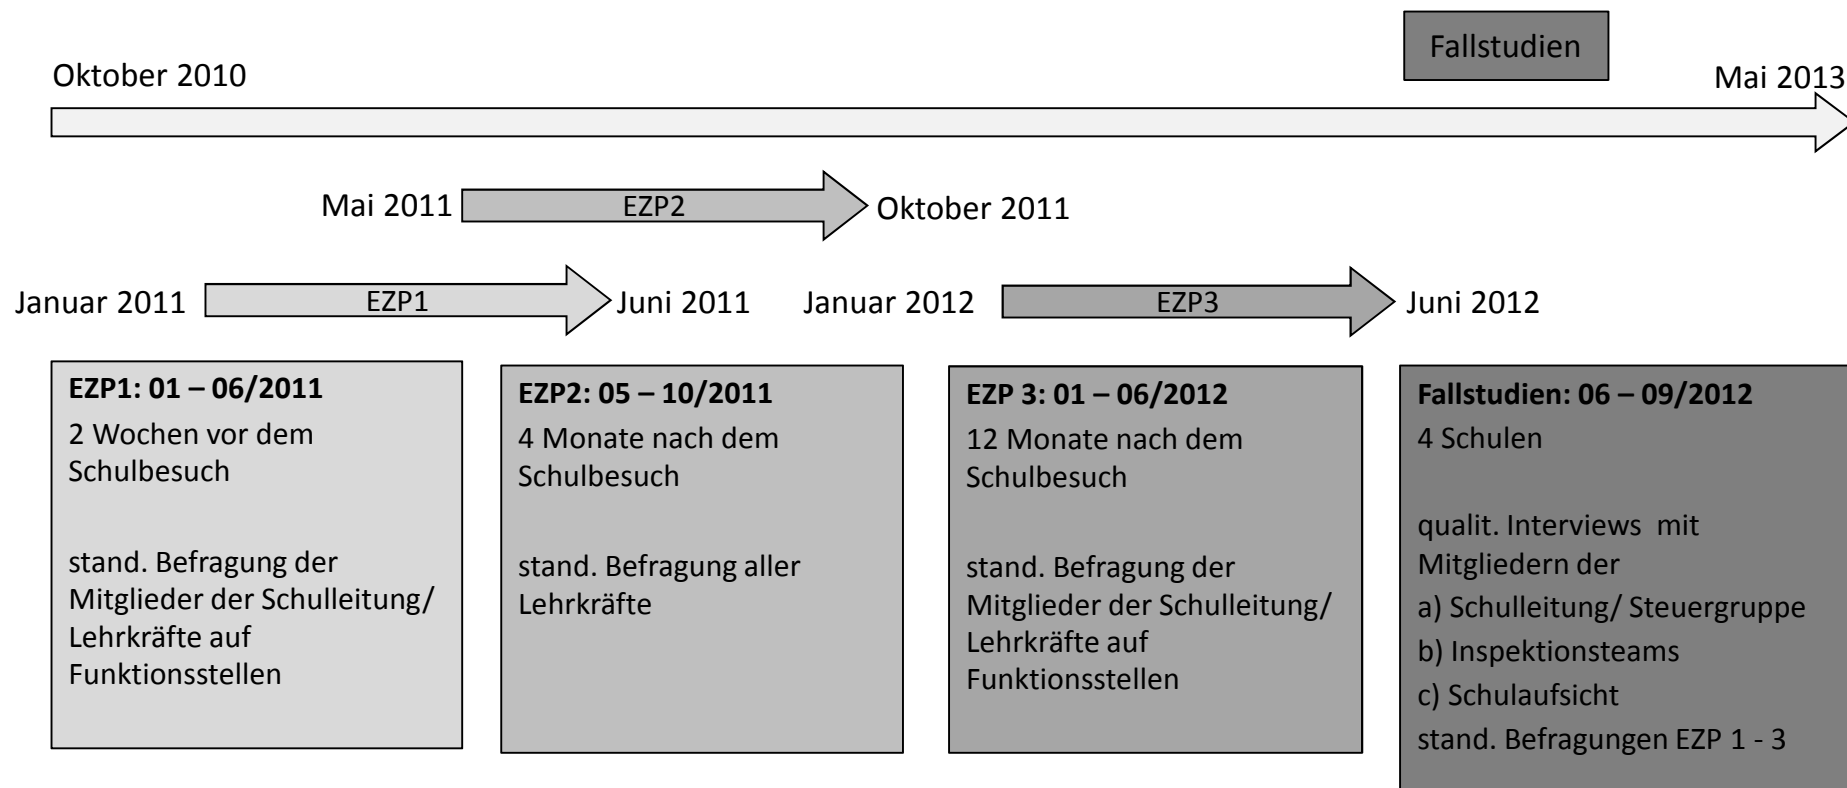 Fallstudien
Oktober 2010
Mai 2013
Mai 2011
EZP2
Oktober 2011
Januar 2011
EZP1
Juni 2011
Januar 2012
EZP3
Juni 2012
EZP1: 01 – 06/2011
2 Wochen vor dem
Schulbesuch
stand. Befragung der
Mitglieder der Schulleitung/
Lehrkräfte auf
Funktionsstellen
EZP2: 05 – 10/2011
4 Monate nach dem
Schulbesuch
stand. Befragung aller
Lehrkräfte
EZP 3: 01 – 06/2012
12 Monate nach dem
Schulbesuch
stand. Befragung der
Mitglieder der Schulleitung/
Lehrkräfte auf
Funktionsstellen
Fallstudien: 06 – 09/2012
4 Schulen
qualit. Interviews  mit
Mitgliedern der
a) Schulleitung/ Steuergruppe
b) Inspektionsteams
c) Schulaufsicht
stand. Befragungen EZP 1 - 3